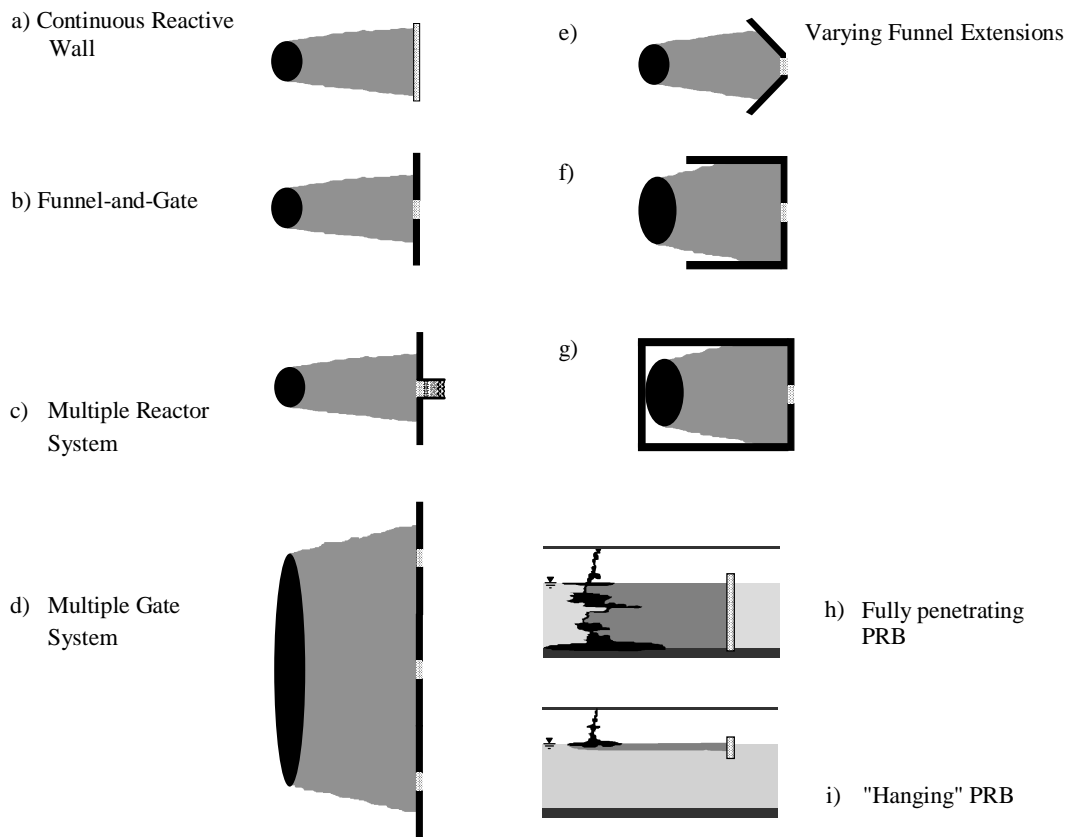 a) Continuous Reactive
Wall
b) Funnel-and-Gate
c) Multiple Reactor
System
d) Multiple Gate
System
e) Varying Funnel Extensions
f)
g)
h) Fully penetrating
PRB
i) "Hanging" PRB